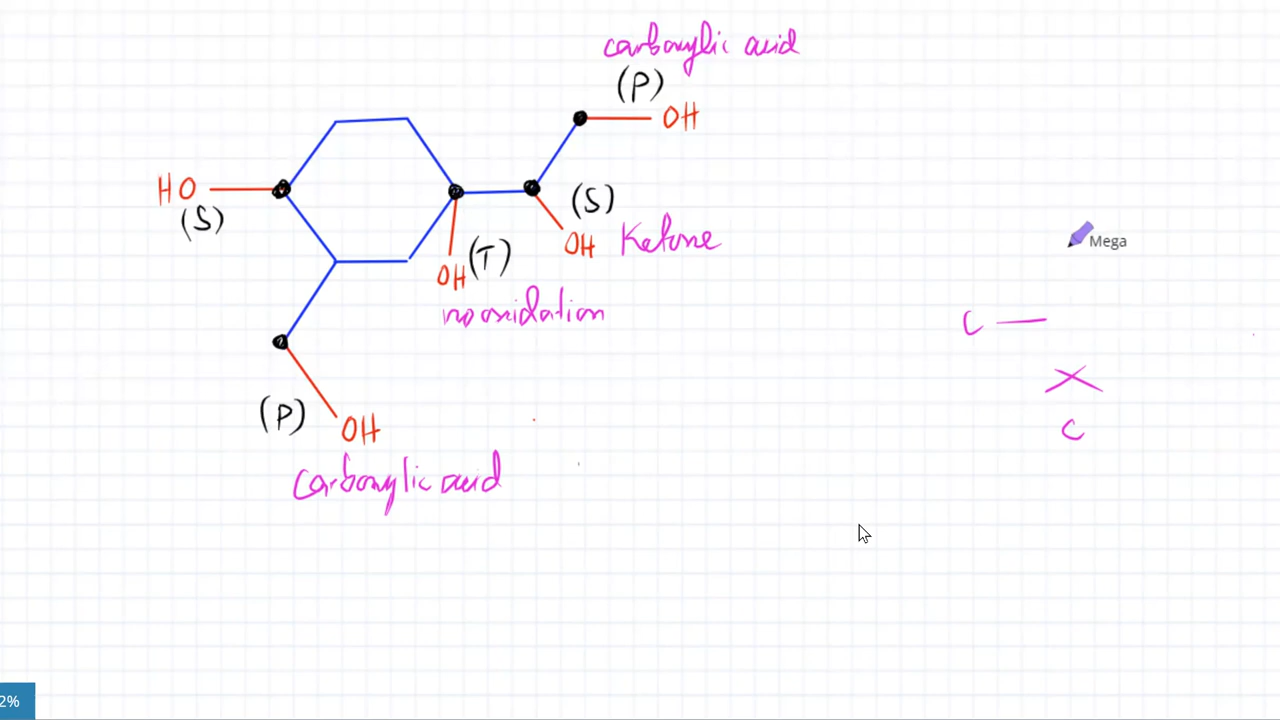 carboxylic acid
(P)
OH
HO
(S)
(S)
OH
Ketone
OH
(T)
no oxidation
Mega
C
C
(P)
OH
carboxylic acid
2%